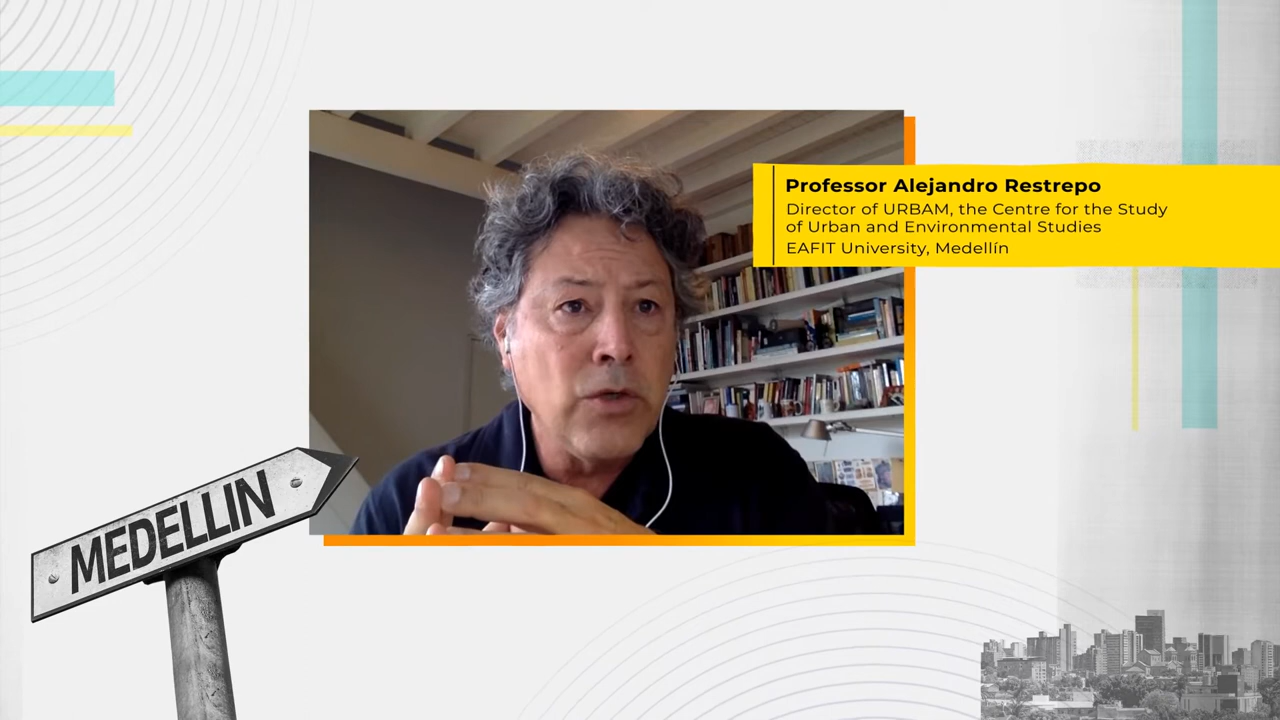 Professor Alejandro Restrepo
Director of URBAM, the Centre for the Study
of Urban and Environmental Studies
EAFIT University, Medellín
MEDELLIN